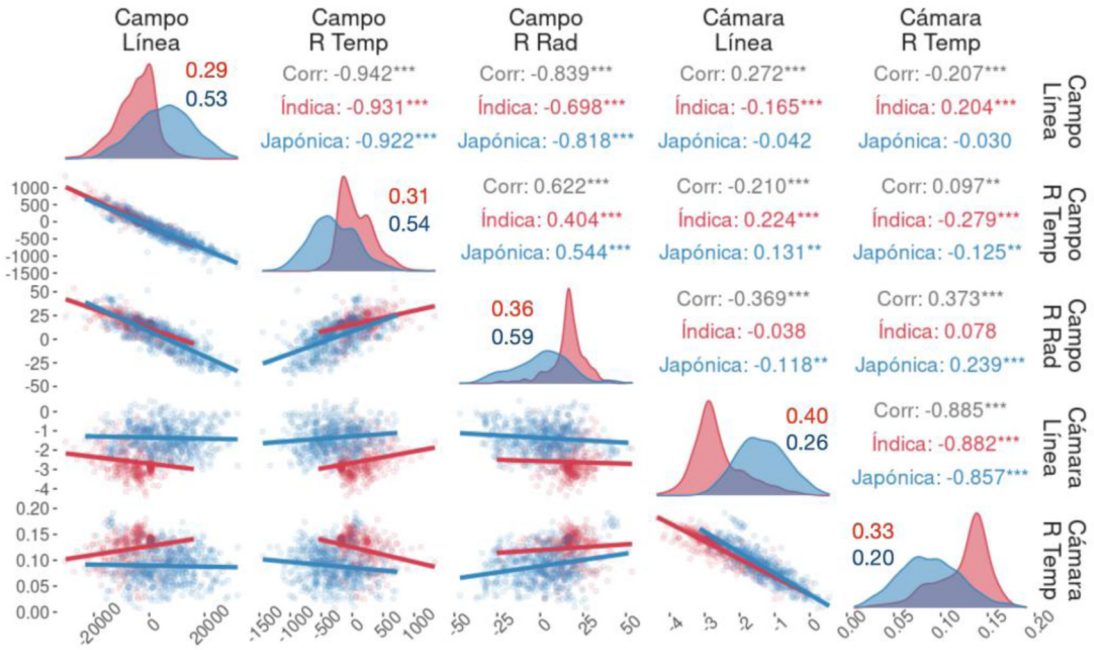 Campo
Línea
Campo
R Temp
Campo
R Rad
Cámara
Línea
Cámara
R Temp
0.29
0.53
Corr: -0.942***
Índica: -0.931***
Japónica: -0.922***
Corr: -0.839***
Índica: -0.698***
Japónica: -0.818***
Corr: 0.272***
Índica: -0.165***
Japónica: -0.042
Corr: -0.207***
Índica: 0.204***
Japónica: -0.030
Campo
Línea
1000
500
0
-500
-1000
-1500
0.31
0.54
Corr: 0.622***
Índica: 0.404***
Japónica: 0.544***
Corr: -0.210***
Índica: 0.224***
Japónica: 0.131**
Corr: 0.097**
Índica: -0.279***
Japónica: -0.125**
Campo
R Temp
50
25
0
-25
-50
0.36
0.59
Corr: -0.369***
Índica: -0.038
Japónica: -0.118**
Corr: 0.373***
Índica: 0.078
Japónica: 0.239***
Campo
R Rad
0
-1
-2
-3
-4
0.40
0.26
Corr: -0.885***
Índica: -0.882***
Japónica: -0.857***
Cámara
Línea
0.20
0.15
0.10
0.05
0.00
0.33
0.20
Cámara
R Temp
-20000
0
20000
-1500
-1000
-500
0
500
1000
-50
-25
0
25
50
-4
-3
-2
-1
0
0.00
0.05
0.10
0.15
0.20